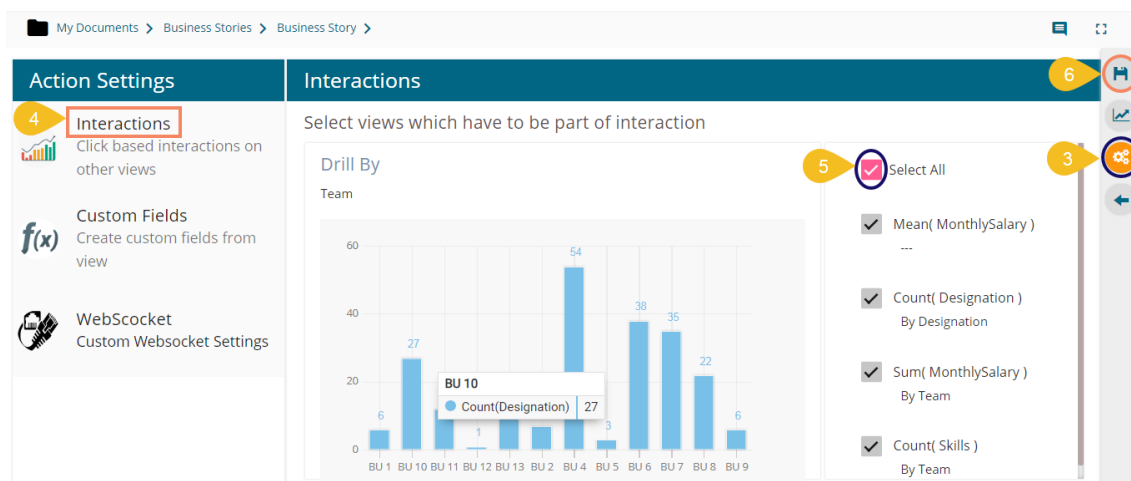 My Documents > Business Stories > Business Story >
Action Settings
Interactions
6
4
Interactions
Click based interactions on
other views
Custom Fields
Create custom fields from
view
f(x)
WebScocket
Custom Websocket Settings
Select views which have to be part of interaction
Drill By
Team
60
40
20
0
6
27
1
54
3
38
35
22
6
BU 10
Count(Designation) 27
BU 1 BU 10 BU 11 BU 12 BU 13 BU 2 BU 4 BU 5 BU 6 BU 7 BU 8 BU 9
5
Select All
3
Mean( MonthlySalary )
---
Count( Designation )
By Designation
Sum( MonthlySalary )
By Team
Count( Skills )
By Team